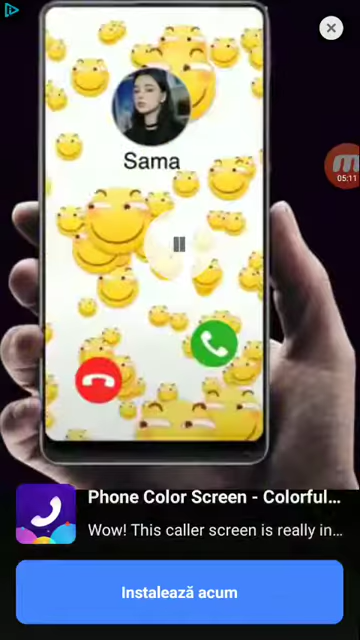 Sama
05:11
Phone Color Screen - Colorful...
Wow! This caller screen is really in...
Instalează acum